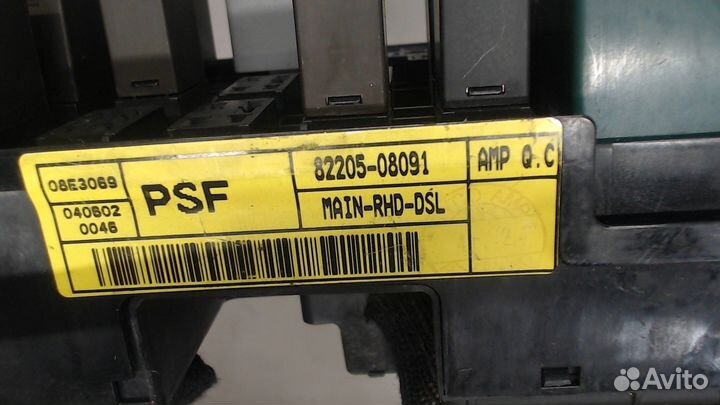 08E3069
040602
0046
PSF
82205-08091
MAIN-RHD-DSL
AMP Q.C
Avito